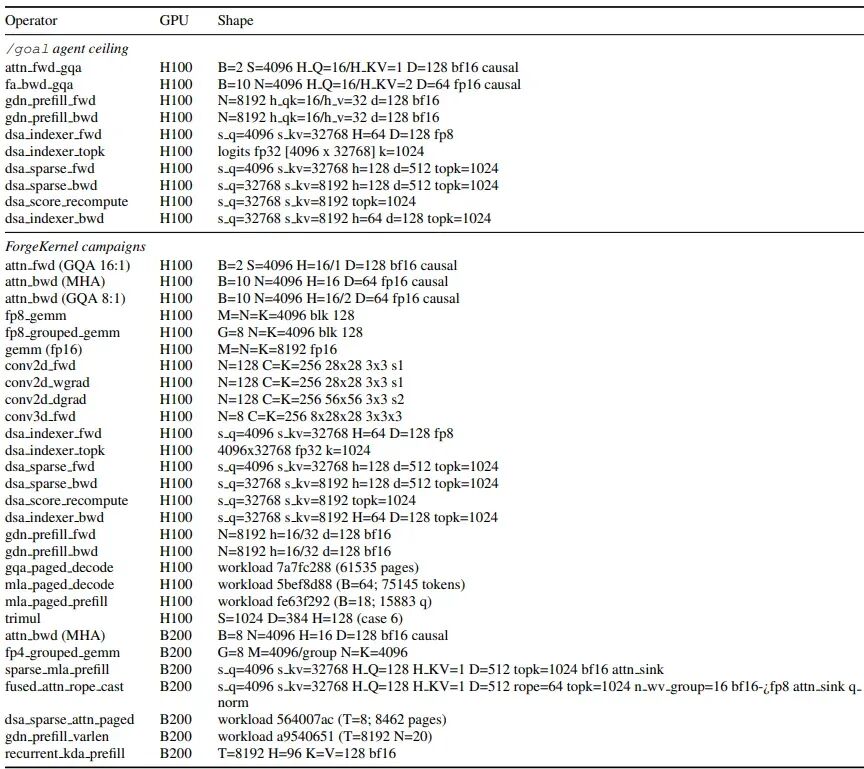 Operator GPU Shape
/goal agent ceiling
attn_fwd_gqa H100 B=2 S=4096 H_Q=16/H_KV=1 D=128 bf16 causal
fa_bwd_gqa H100 B=10 N=4096 H_Q=16/H_KV=2 D=64 fp16 causal
gdn_prefill_fwd H100 N=8192 h_qk=16/h_v=32 d=128 bf16
gdn_prefill_bwd H100 N=8192 h_qk=16/h_v=32 d=128 bf16
dsa_indexer_fwd H100 s_q=4096 s_kv=32768 H=64 D=128 fp8
dsa_indexer_topk H100 logits fp32 [4096 x 32768] k=1024
dsa_sparse_fwd H100 s_q=4096 s_kv=32768 h=128 d=512 topk=1024
dsa_sparse_bwd H100 s_q=32768 s_kv=8192 h=128 d=512 topk=1024
dsa_score_recompute H100 s_q=32768 s_kv=8192 topk=1024
dsa_indexer_bwd H100 s_q=32768 s_kv=8192 h=64 d=128 topk=1024
ForgeKernel campaigns
attn_fwd (GQA 16:1) H100 B=2 S=4096 H=16/1 D=128 bf16 causal
attn_bwd (MHA) H100 B=10 N=4096 H=16 D=64 fp16 causal
attn_bwd (GQA 8:1) H100 B=10 N=4096 H=16/2 D=64 fp16 causal
fp8_gemm H100 M=N=K=4096 blk 128
fp8_grouped_gemm H100 G=8 N=K=4096 blk 128
gemm (fp16) H100 M=N=K=8192 fp16
conv2d_fwd H100 N=128 C=K=256 28x28 3x3 s1
conv2d_wgrad H100 N=128 C=K=256 28x28 3x3 s1
conv2d_dgrad H100 N=128 C=K=256 56x56 3x3 s2
conv3d_fwd H100 N=8 C=K=256 8x28x28 3x3x3
dsa_indexer_fwd H100 s_q=4096 s_kv=32768 H=64 D=128 fp8
dsa_indexer_topk H100 4096x32768 fp32 k=1024
dsa_sparse_fwd H100 s_q=4096 s_kv=32768 h=128 d=512 topk=1024
dsa_sparse_bwd H100 s_q=32768 s_kv=8192 h=128 d=512 topk=1024
dsa_score_recompute H100 s_q=32768 s_kv=8192 topk=1024
dsa_indexer_bwd H100 s_q=32768 s_kv=8192 H=64 D=128 topk=1024
gdn_prefill_fwd H100 N=8192 h=16/32 d=128 bf16
gdn_prefill_bwd H100 N=8192 h=16/32 d=128 bf16
gqa_paged_decode H100 workload 7a7fc288 (61535 pages)
mla_paged_decode H100 workload 5bef8d88 (B=64; 75145 tokens)
mla_paged_prefill H100 workload fe63f292 (B=18; 15883 q)
trimul H100 S=1024 D=384 H=128 (case 6)
attn_bwd (MHA) B200 B=8 N=4096 H=16 D=128 bf16 causal
fp4_grouped_gemm B200 G=8 M=4096/group N=K=4096
sparse_mla_prefill B200 s_q=4096 s_kv=32768 H_Q=128 H_KV=1 D=512 topk=1024 bf16 attn_sink
fused_attn_rope_cast B200 s_q=4096 s_kv=32768 H_Q=128 H_KV=1 D=512 rope=64 topk=1024 n_wv_group=16 bf16-¿fp8 attn_sink q_
norm
dsa_sparse_attn_paged B200 workload 564007ac (T=8; 8462 pages)
gdn_prefill_varlen B200 workload a9540651 (T=8192 N=20)
recurrent_kda_prefill B200 T=8192 H=96 K=V=128 bf16